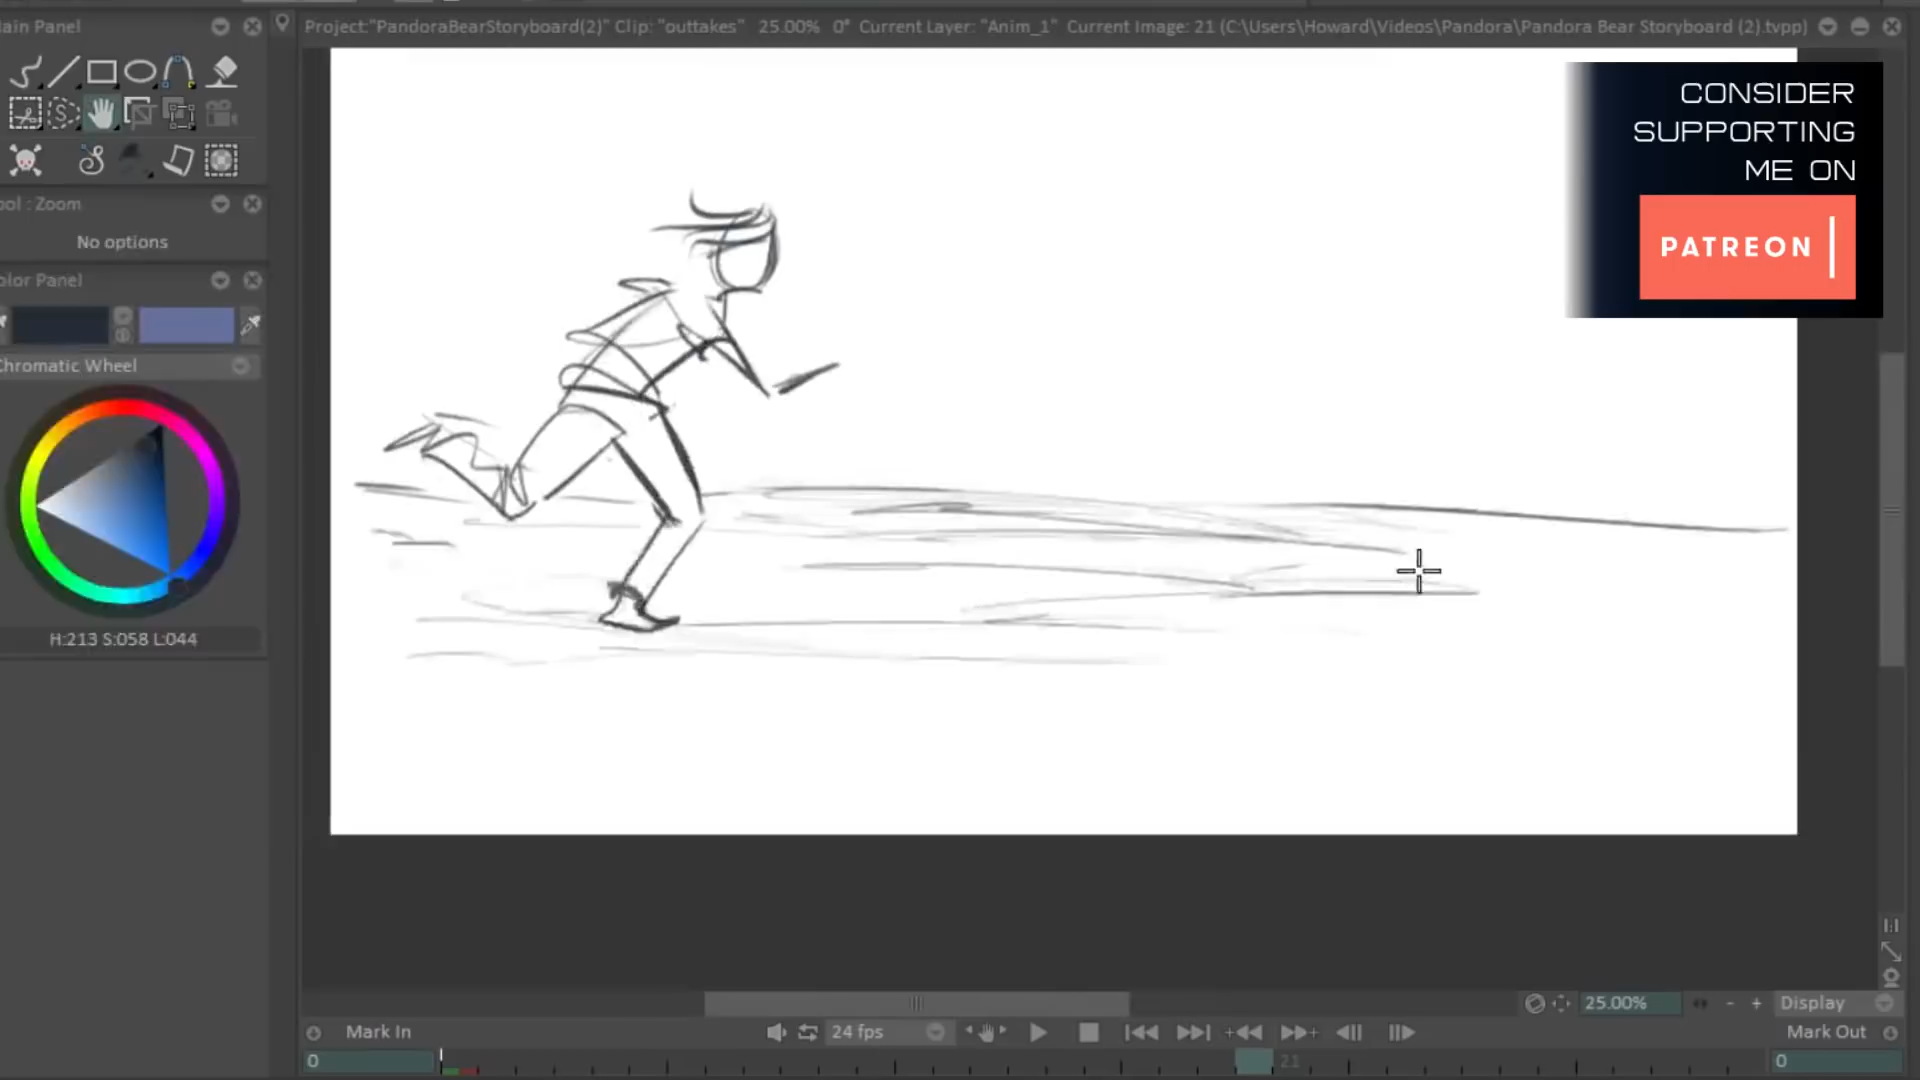 ain Panel
Project:"PandoraBearStoryboard(2)" Clip: "outtakes" 25.00% 0° Current Layer: "Anim_1" Current Image: 21 (C:\Users\Howard\Videos\Pandora\Pandora Bear Storyboard (2).tvpp)
CONSIDER
SUPPORTING
ME ON
PATREON
ool : Zoom
No options
olor Panel
Chromatic Wheel
H:213 S:058 L:044
25.00%
Display
Mark In
24 fps
Mark Out
0
21
0